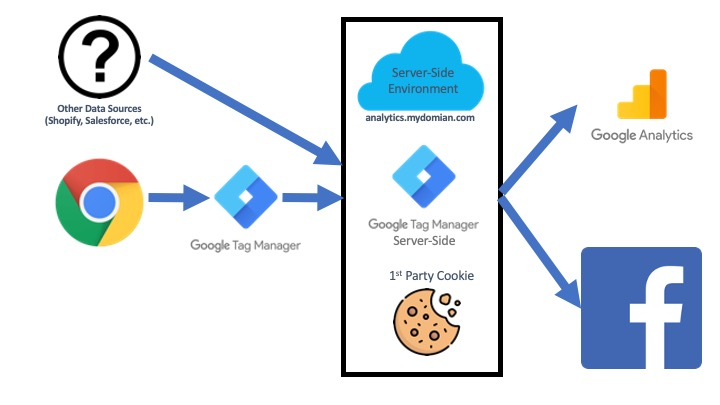 ?
Other Data Sources
(Shopify, Salesforce, etc.)
Google Tag Manager
Server-Side
Environment
analytics.mydomian.com
Google Tag Manager
Server-Side
1st Party Cookie
Google Analytics
f